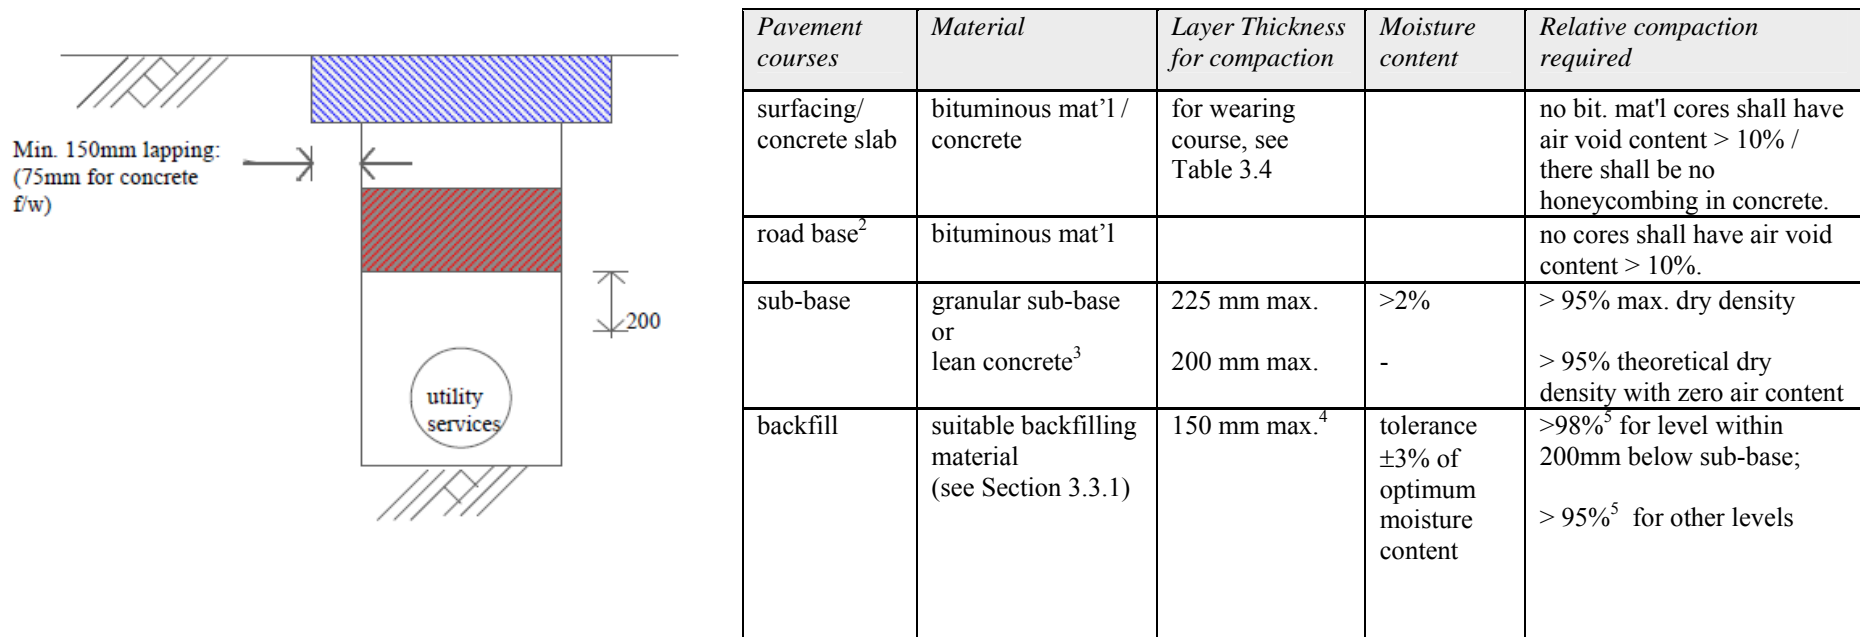 Min. 150mm lapping:
(75mm for concrete
f/w)
200
utility
services
Pavement
courses
Material
Layer Thickness
for compaction
Moisture
content
Relative compaction
required
surfacing/
concrete slab
bituminous mat’l /
concrete
for wearing
course, see
Table 3.4
no bit. mat'l cores shall have
air void content > 10% /
there shall be no
honeycombing in concrete.
road base2
bituminous mat’l
no cores shall have air void
content > 10%.
sub-base
granular sub-base
or
lean concrete3
225 mm max.
200 mm max.
>2%
-
> 95% max. dry density
> 95% theoretical dry
density with zero air content
backfill
suitable backfilling
material
(see Section 3.3.1)
150 mm max.4
tolerance
±3% of
optimum
moisture
content
>98%5 for level within
200mm below sub-base;
> 95%5 for other levels